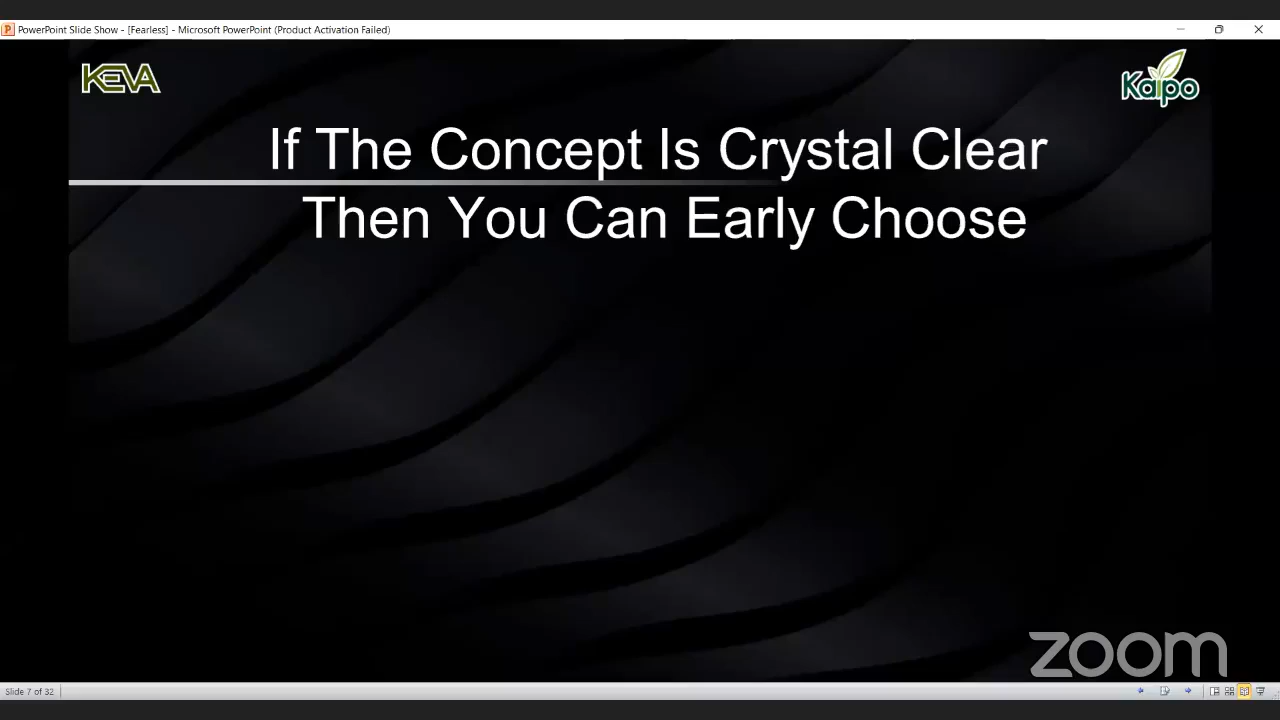 PowerPoint Slide Show - [Fearless] - Microsoft PowerPoint (Product Activation Failed)
KEVA
Kaipo
If The Concept Is Crystal Clear
Then You Can Early Choose
zoom
Slide 7 of 32